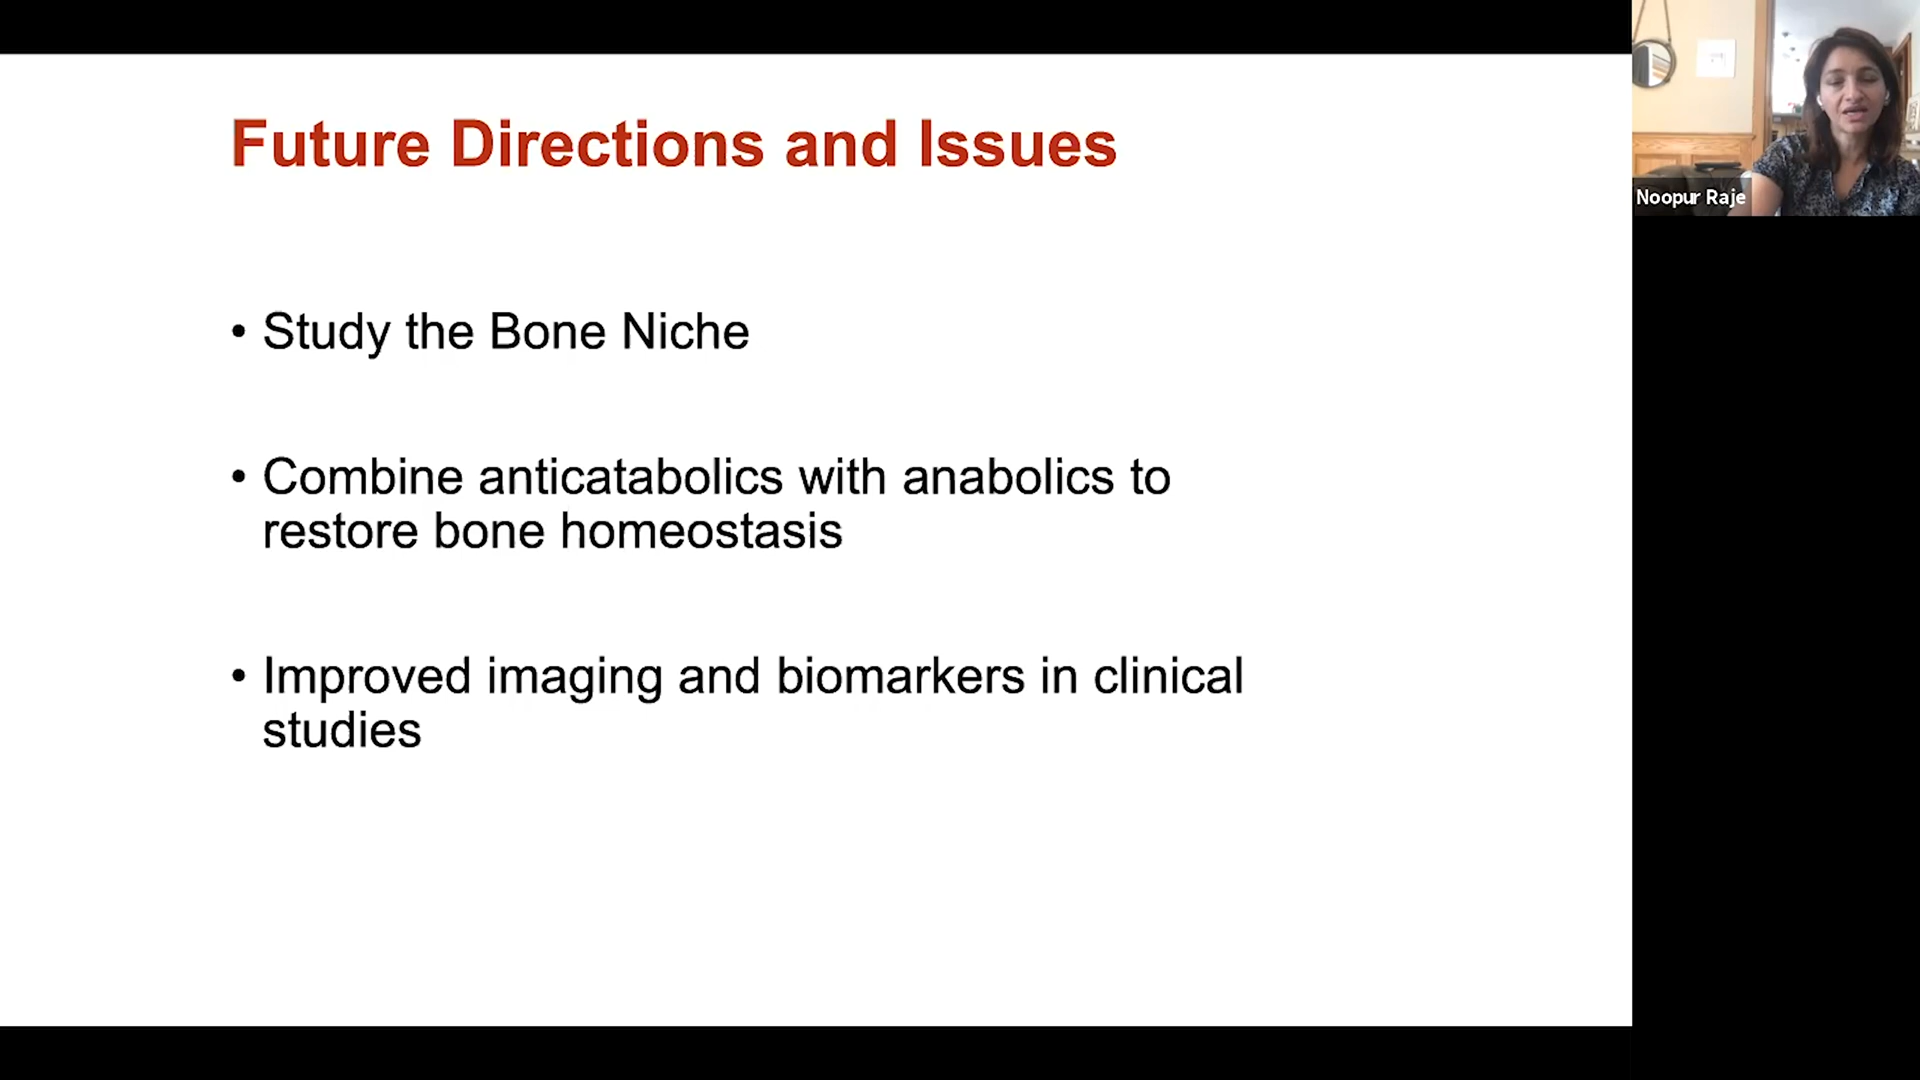 Future Directions and Issues
• Study the Bone Niche
• Combine anticatabolics with anabolics to
restore bone homeostasis
• Improved imaging and biomarkers in clinical
studies
Noopur Raje